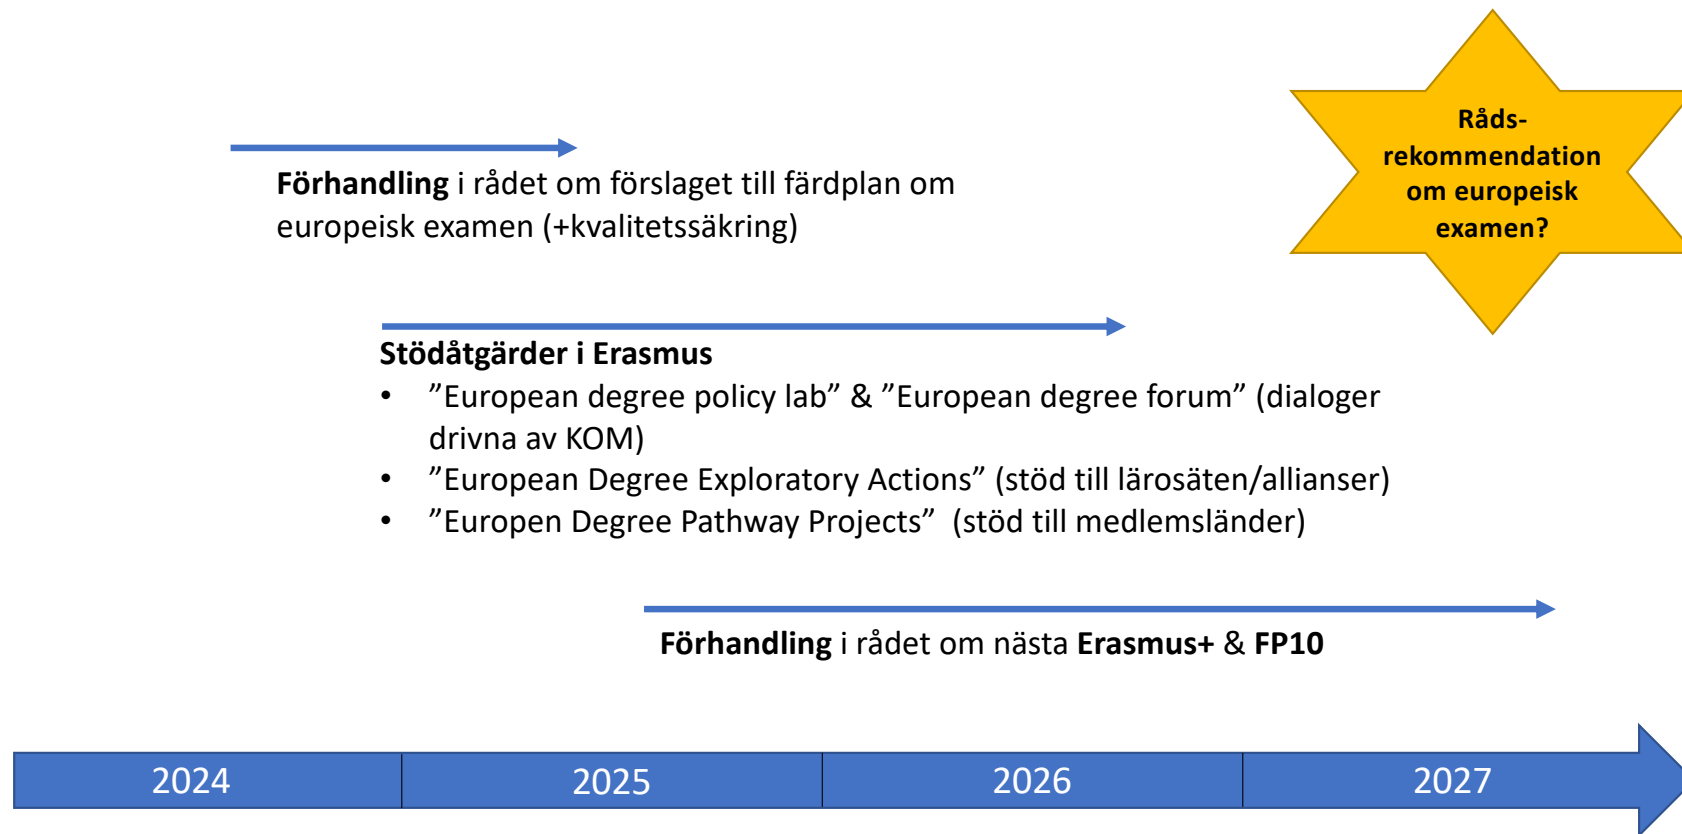 Råds-
rekommendation
om europeisk
examen?
Förhandling i rådet om förslaget till färdplan om
europeisk examen (+kvalitetssäkring)
Stödåtgärder i Erasmus
• ”European degree policy lab” & ”European degree forum” (dialoger
drivna av KOM)
• ”European Degree Exploratory Actions” (stöd till lärosäten/allianser)
• ”Europen Degree Pathway Projects” (stöd till medlemsländer)
Förhandling i rådet om nästa Erasmus+ & FP10
2024 2025 2026 2027